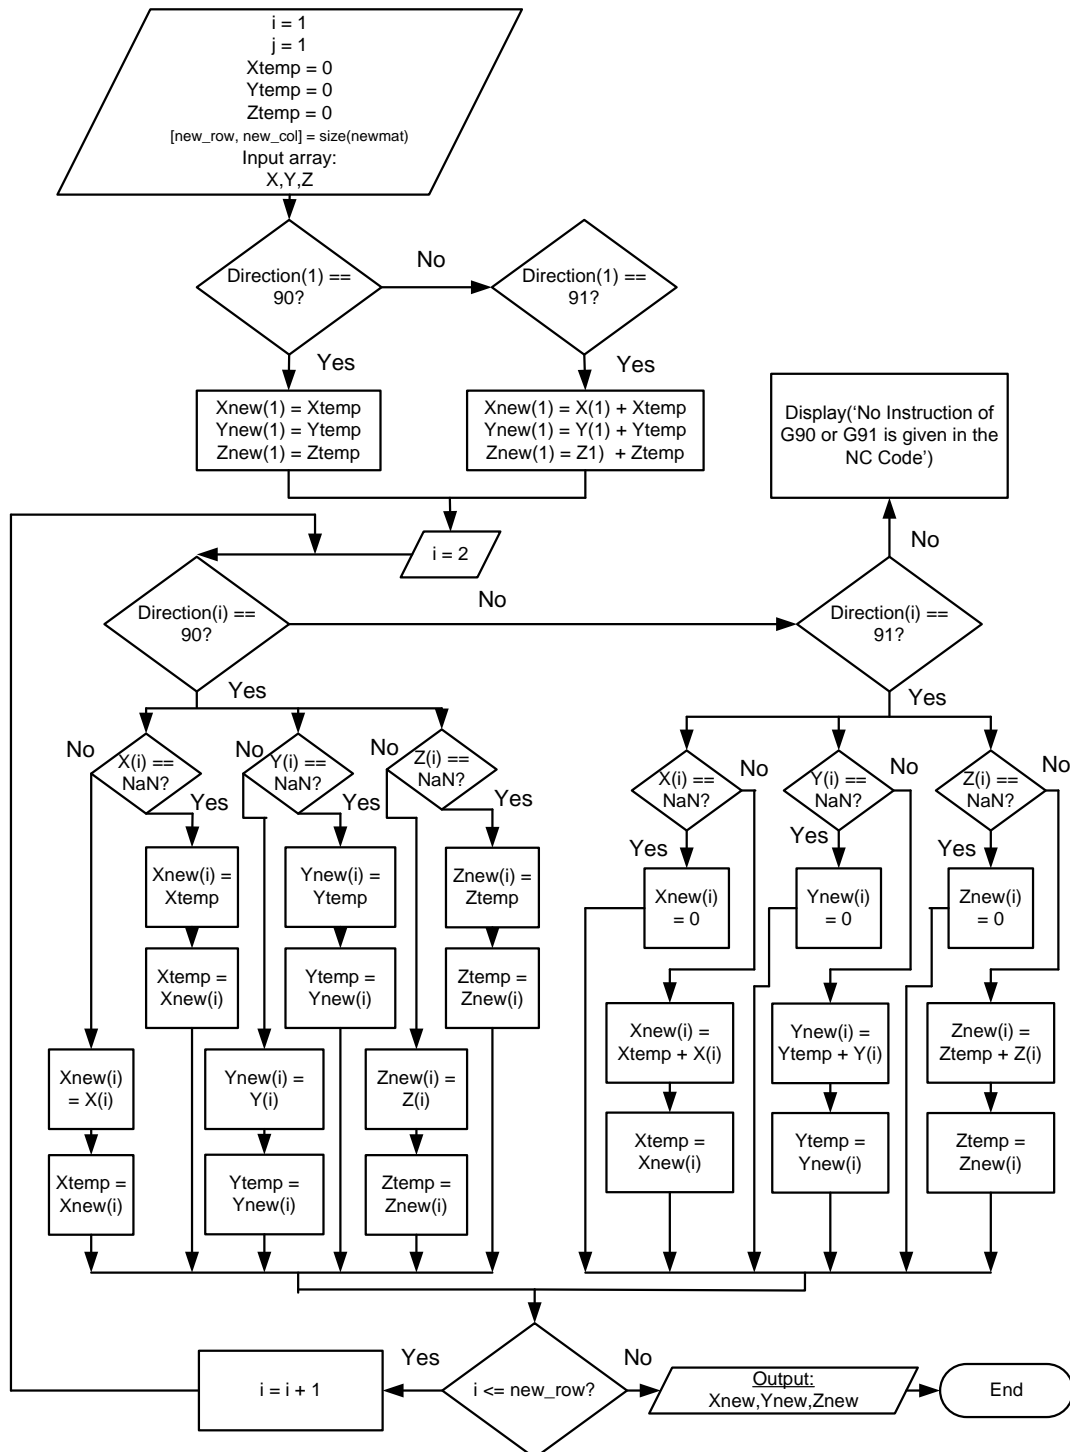 i = 1
j = 1
Xtemp = 0
Ytemp = 0
Ztemp = 0
[new_row, new_col] = size(newmat)
Input array:
X,Y,Z
Direction(1) ==
90?
No
Direction(1) ==
91?
Yes
Yes
Xnew(1) = Xtemp
Ynew(1) = Ytemp
Znew(1) = Ztemp
Xnew(1) = X(1) + Xtemp
Ynew(1) = Y(1) + Ytemp
Znew(1) = Z1) + Ztemp
Display(‘No Instruction of
G90 or G91 is given in the
NC Code’)
i = 2
No
Direction(i) ==
90?
No
Direction(i) ==
91?
Yes
Yes
No
X(i) ==
NaN?
Yes
No
Y(i) ==
NaN?
Yes
No
Z(i) ==
NaN?
Yes
X(i) ==
NaN?
No
Yes
Y(i) ==
NaN?
No
Yes
Z(i) ==
NaN?
No
Yes
Xnew(i) =
Xtemp
Ynew(i) =
Ytemp
Znew(i) =
Ztemp
Xnew(i)
= 0
Ynew(i)
= 0
Znew(i)
= 0
Xtemp =
Xnew(i)
Ytemp =
Ynew(i)
Ztemp =
Znew(i)
Xnew(i) =
Xtemp + X(i)
Ynew(i) =
Ytemp + Y(i)
Znew(i) =
Ztemp + Z(i)
Xnew(i)
= X(i)
Ynew(i) =
Y(i)
Znew(i) =
Z(i)
Xtemp =
Xnew(i)
Ytemp =
Ynew(i)
Ztemp =
Znew(i)
Xtemp =
Xnew(i)
Ytemp =
Ynew(i)
Ztemp =
Znew(i)
i = i + 1
Yes
i <= new_row?
No
Output:
Xnew,Ynew,Znew
End